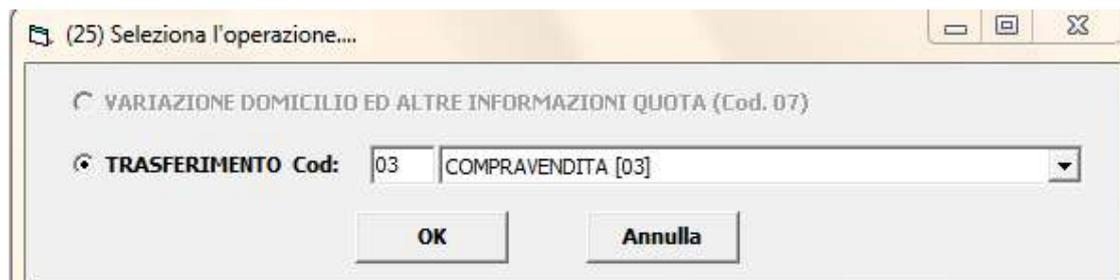 (25) Seleziona l'operazione....
VARIAZIONE DOMICILIO ED ALTRE INFORMAZIONI QUOTA (Cod. 07)
TRASFERIMENTO Cod: 03 COMPRAVENDITA [03]
OK Annulla